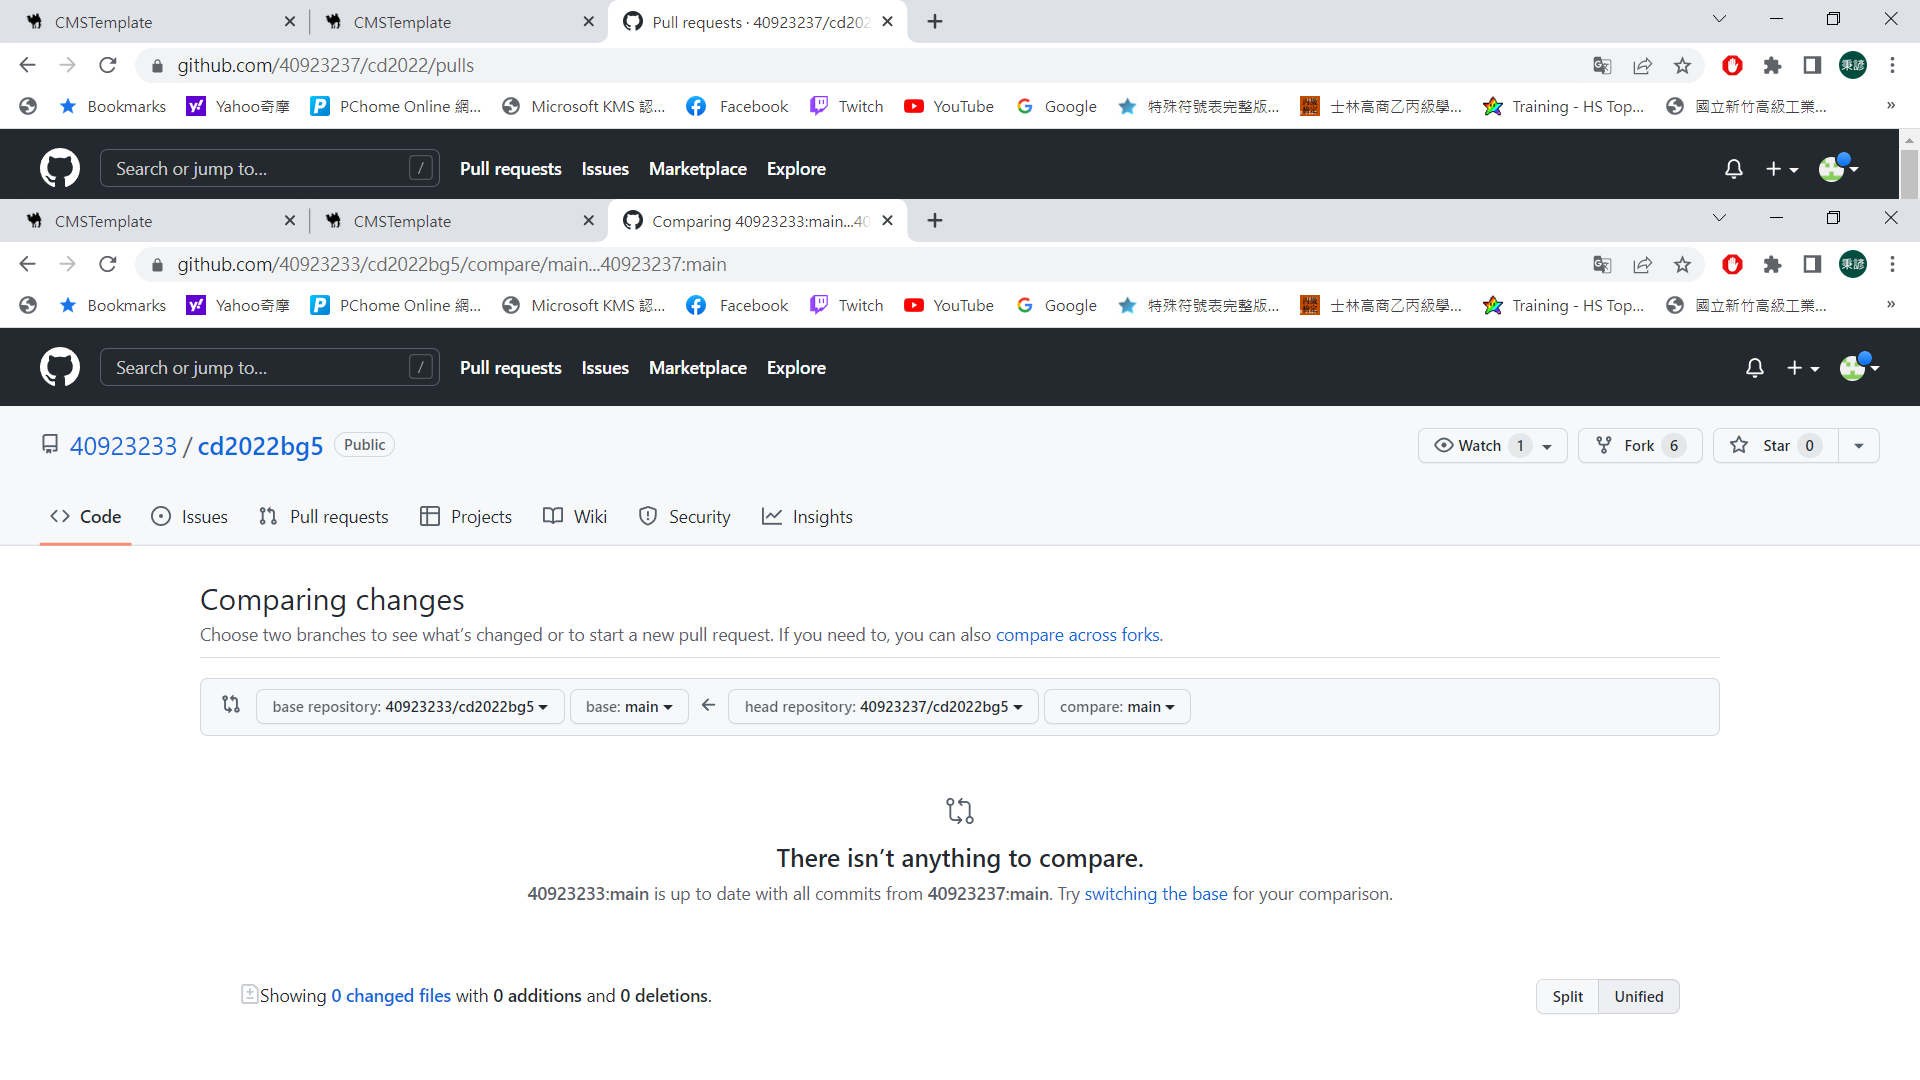 CMSTemplate CMSTemplate Pull requests · 40923237/cd202
github.com/40923237/cd2022/pulls
Bookmarks Yahoo奇摩 PChome Online 網... Microsoft KMS 認... Facebook Twitch YouTube Google 特殊符號表完整版... 士林高商乙丙級學... Training - HS Top... 國立新竹高級工業... »
Search or jump to... / Pull requests Issues Marketplace Explore
CMSTemplate CMSTemplate Comparing 40923233:main...40
github.com/40923233/cd2022bg5/compare/main...40923237:main
Bookmarks Yahoo奇摩 PChome Online 網... Microsoft KMS 認... Facebook Twitch YouTube Google 特殊符號表完整版... 士林高商乙丙級學... Training - HS Top... 國立新竹高級工業... »
Search or jump to... / Pull requests Issues Marketplace Explore
40923233 / cd2022bg5 Public Watch 1 Fork 6 Star 0
Code Issues Pull requests Projects Wiki Security Insights
Comparing changes
Choose two branches to see what’s changed or to start a new pull request. If you need to, you can also compare across forks.
base repository: 40923233/cd2022bg5 base: main ← head repository: 40923237/cd2022bg5 compare: main
There isn’t anything to compare.
40923233:main is up to date with all commits from 40923237:main. Try switching the base for your comparison.
Showing 0 changed files with 0 additions and 0 deletions. Split Unified